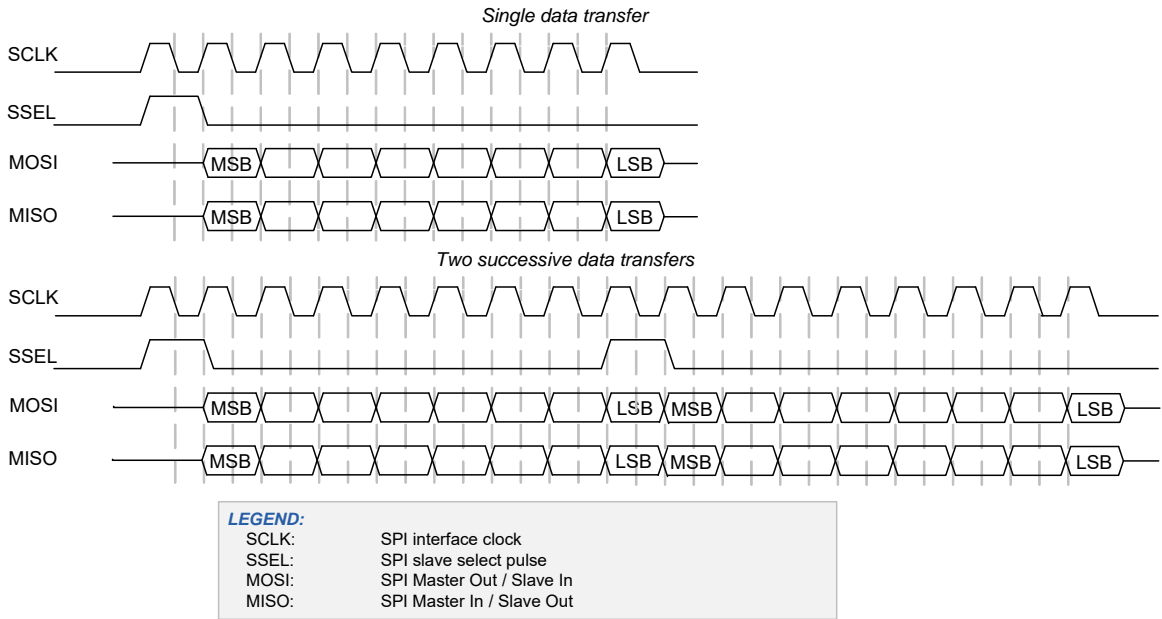 Single data transfer
SCLK
SSEL
MOSI MSB LSB
MISO MSB LSB
Two successive data transfers
SCLK
SSEL
MOSI MSB LSB MSB LSB
MISO MSB LSB MSB LSB
LEGEND:
SCLK: SPI interface clock
SSEL: SPI slave select pulse
MOSI: SPI Master Out / Slave In
MISO: SPI Master In / Slave Out